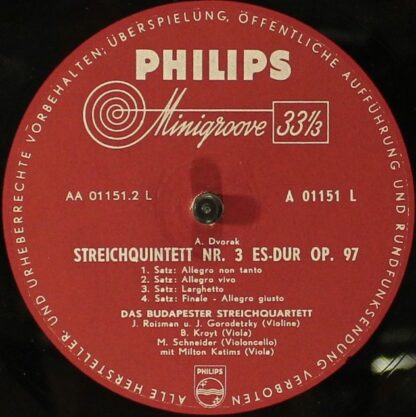 ALLE HERSTELLER- UND URHEBERRECHTE VORBEHALTEN; ÜBERSPIELUNG, ÖFFENTLICHE AUFFÜHRUNG UND RUNDFUNKSENDUNG VERBOTEN
PHILIPS
Minigroove 33⅓
AA 01151.2 L
A 01151 L
A. Dvorak
STREICHQUINTETT NR. 3 ES-DUR OP. 97
1. Satz: Allegro non tanto
2. Satz: Allegro vivo
3. Satz: Larghetto
4. Satz: Finale - Allegro giusto
DAS BUDAPESTER STREICHQUARTETT
J. Roisman u. J. Gorodetzky (Violine)
B. Kroyt (Viola)
M. Schneider (Violoncello)
mit Milton Katims (Viola)
PHILIPS